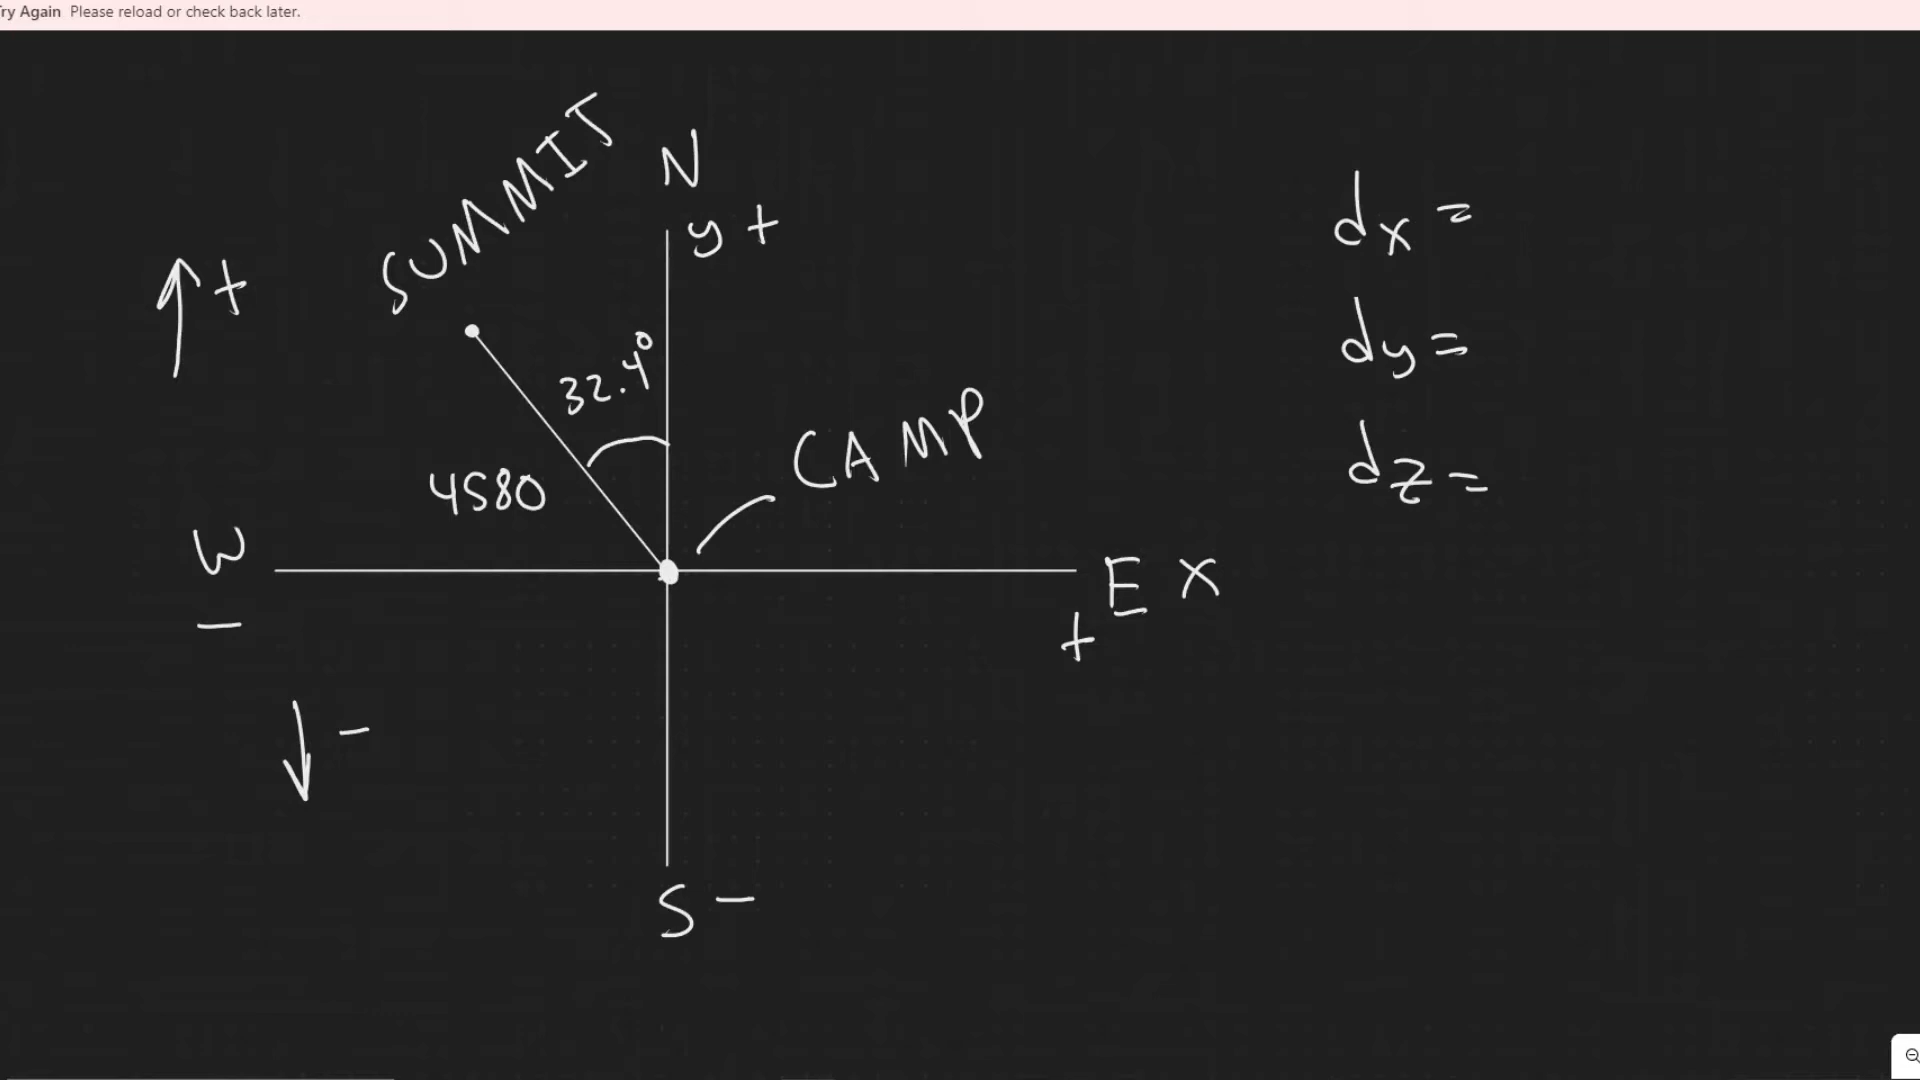 Try Again Please reload or check back later.
SUMMIT
N
y +
+
32.4°
4580
CAMP
W
−
E X
+
−
S −
dx =
dy =
dz =